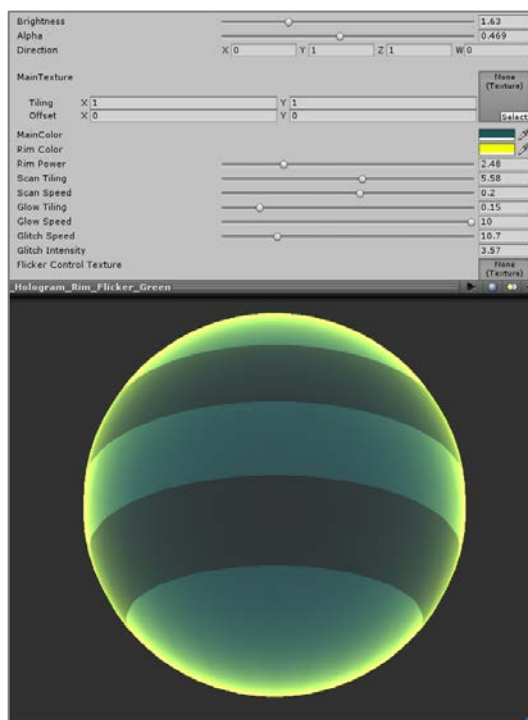 Brightness 1.63
Alpha 0.469
Direction X 0 Y 1 Z 1 W 0
MainTexture None
(Texture)
Tiling X 1 Y 1
Offset X 0 Y 0 Select
MainColor
Rim Color
Rim Power 2.48
Scan Tiling 5.58
Scan Speed 0.2
Glow Tiling 0.15
Glow Speed 10
Glitch Speed 10.7
Glitch Intensity 3.57
Flicker Control Texture None
(Texture)
_Hologram_Rim_Flicker_Green